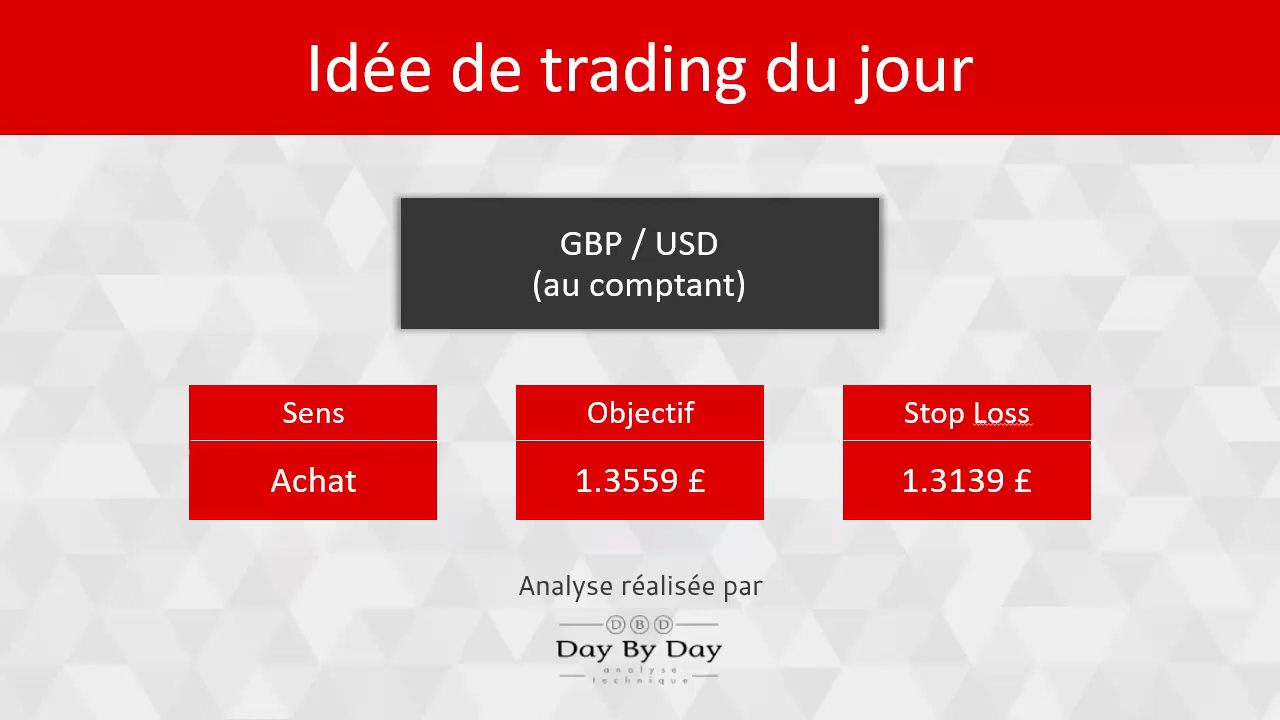 Idée de trading du jour
GBP / USD
(au comptant)
Sens
Objectif
Stop Loss
Achat
1.3559 £
1.3139 £
Analyse réalisée par
DBD
Day By Day
analyse
technique